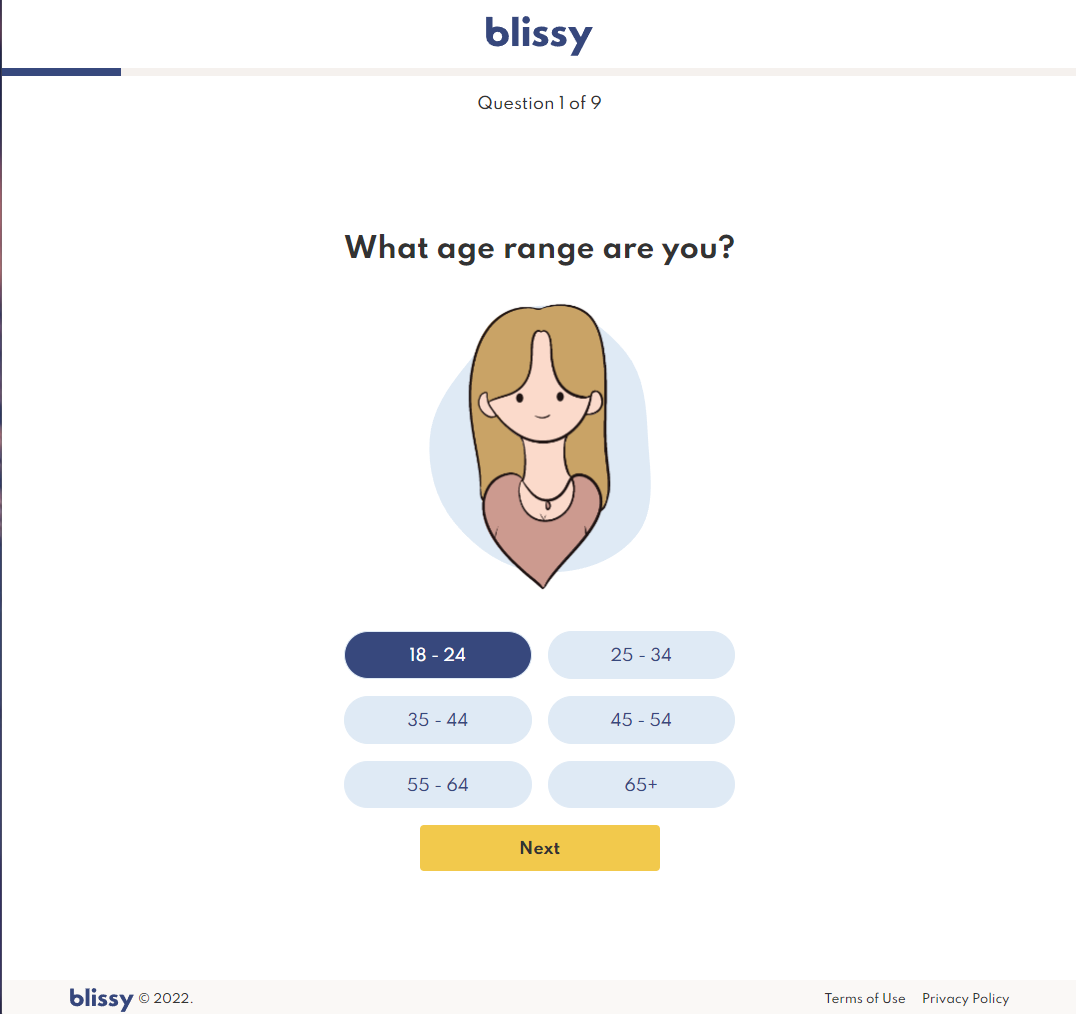 blissy
Question 1 of 9
What age range are you?
18 - 24
25 - 34
35 - 44
45 - 54
55 - 64
65+
Next
blissy © 2022.
Terms of Use
Privacy Policy